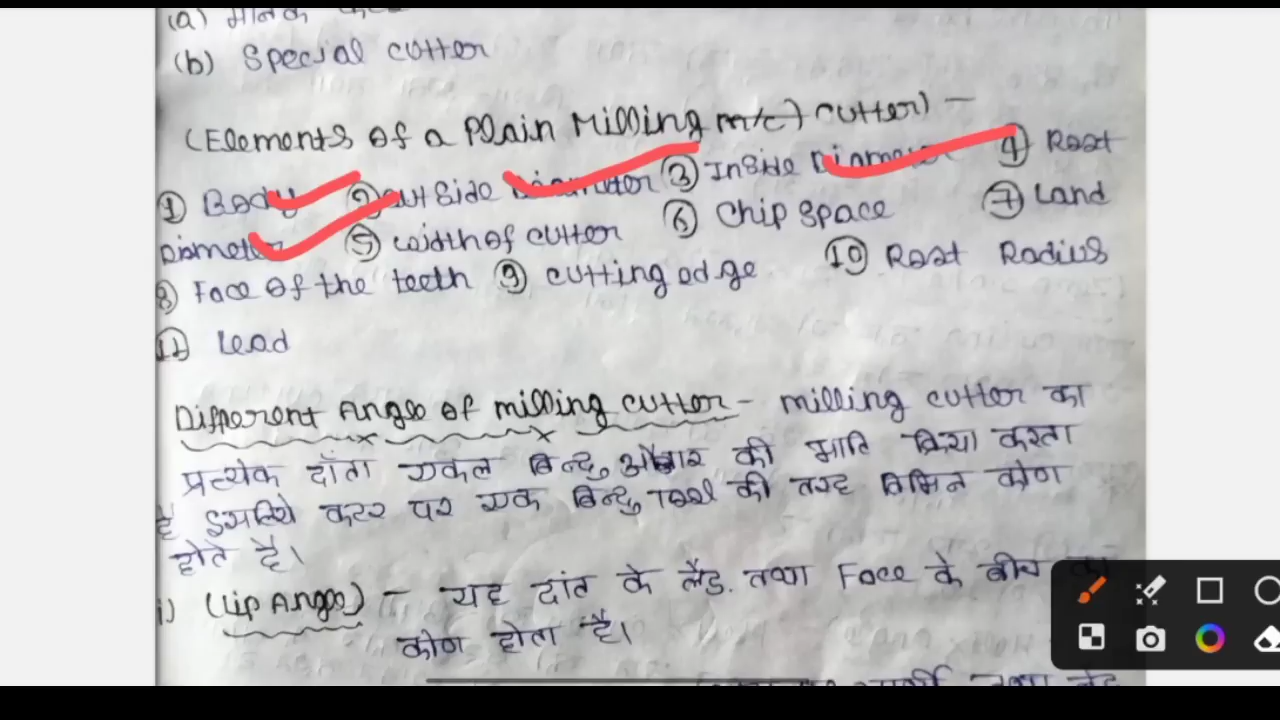 (a) मानक
(b) Special cutter
(Elements of a Plain Milling m/c) cutter) -
① Body ② outside Diameter ③ Inside Diameter ④ Root
Diameter ⑤ width of cutter ⑥ Chip Space ⑦ Land
⑧ Face of the teeth ⑨ cutting edge ⑩ Root Radius
⑪ Lead
Different Angle of milling cutter - milling cutter का
प्रत्येक दाँता एकल बिन्दु औजार की भाति क्रिया करता
है इसलिये कटर पर एक बिन्दु Tool की तरह विभिन कोण
होते है।
i) (Lip Angle) - यह दांत के लैंड तथा Face के बीच का
कोण होता है।